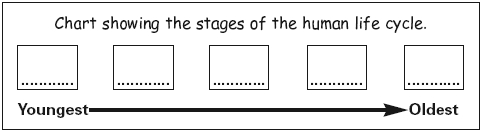 Chart showing the stages of the human life cycle.
............ ............ ............ ............ ............
Youngest Oldest